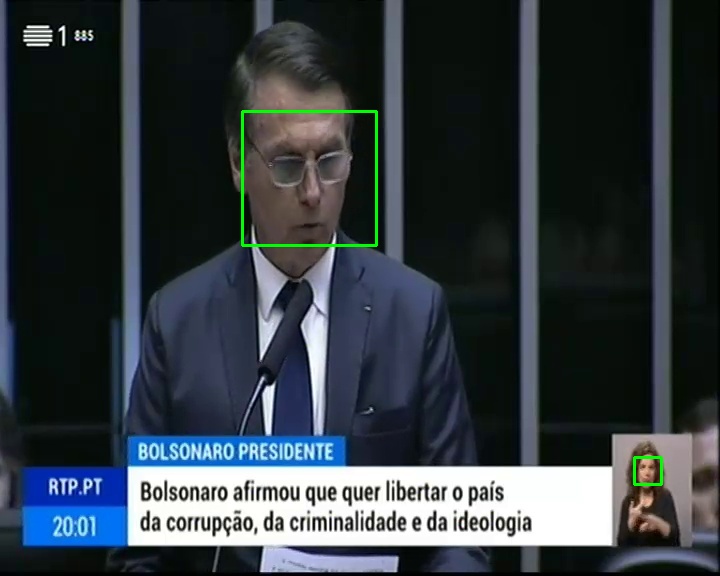 1 885
BOLSONARO PRESIDENTE
RTP.PT
20:01
Bolsonaro afirmou que quer libertar o país
da corrupção, da criminalidade e da ideologia